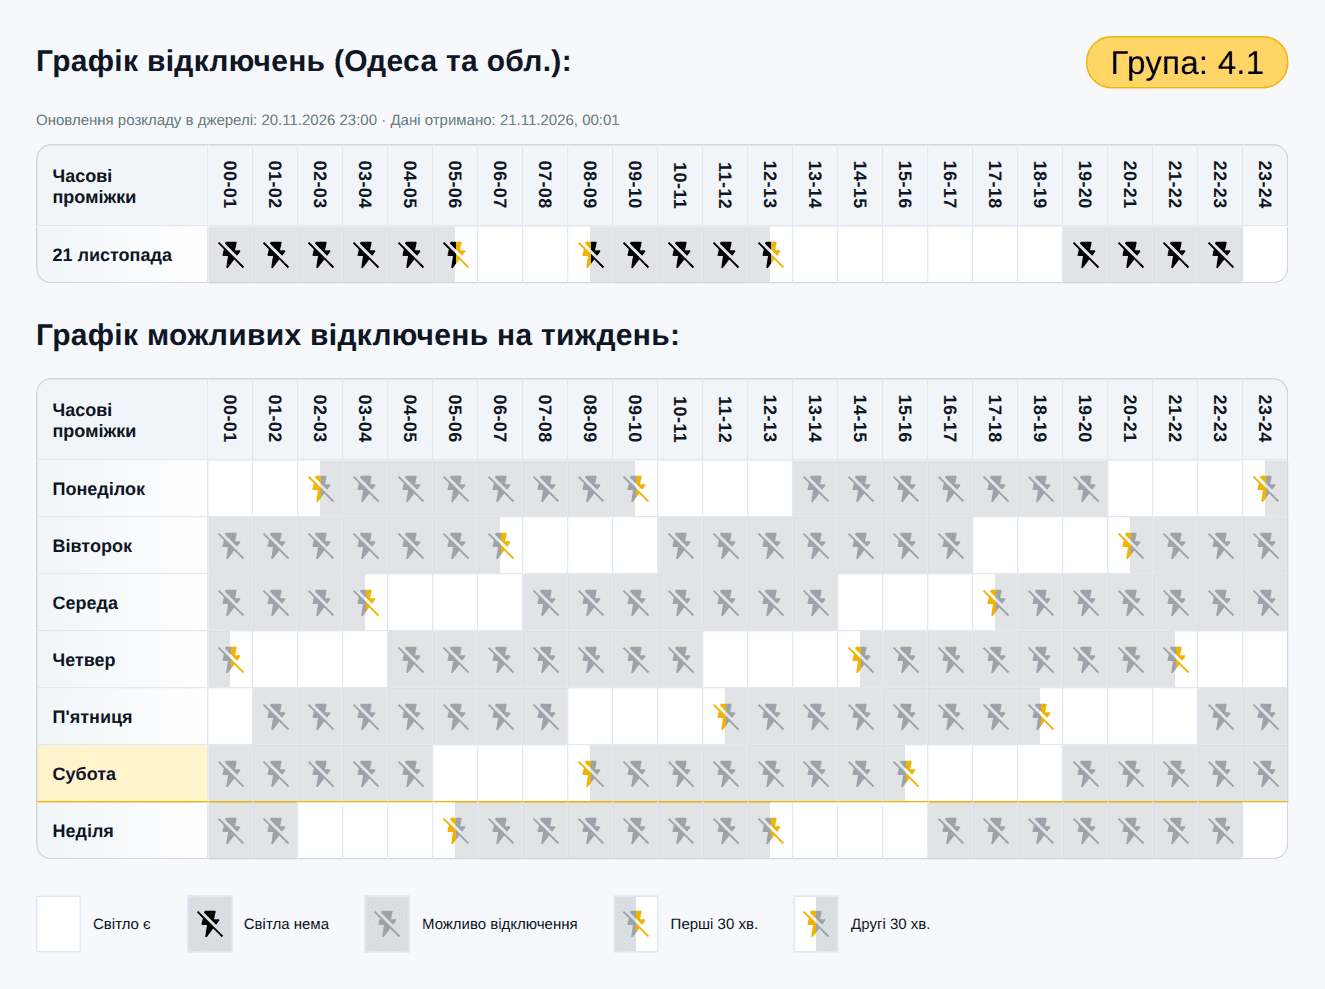 Графік відключень (Одеса та обл.):
Група: 4.1
Оновлення розкладу в джерелі: 20.11.2026 23:00 · Дані отримано: 21.11.2026, 00:01
Часові проміжки 00-01 01-02 02-03 03-04 04-05 05-06 06-07 07-08 08-09 09-10 10-11 11-12 12-13 13-14 14-15 15-16 16-17 17-18 18-19 19-20 20-21 21-22 22-23 23-24
21 листопада
Графік можливих відключень на тиждень:
Часові проміжки 00-01 01-02 02-03 03-04 04-05 05-06 06-07 07-08 08-09 09-10 10-11 11-12 12-13 13-14 14-15 15-16 16-17 17-18 18-19 19-20 20-21 21-22 22-23 23-24
Понеділок
Вівторок
Середа
Четвер
П'ятниця
Субота
Неділя
Світло є Світла нема Можливо відключення Перші 30 хв. Другі 30 хв.